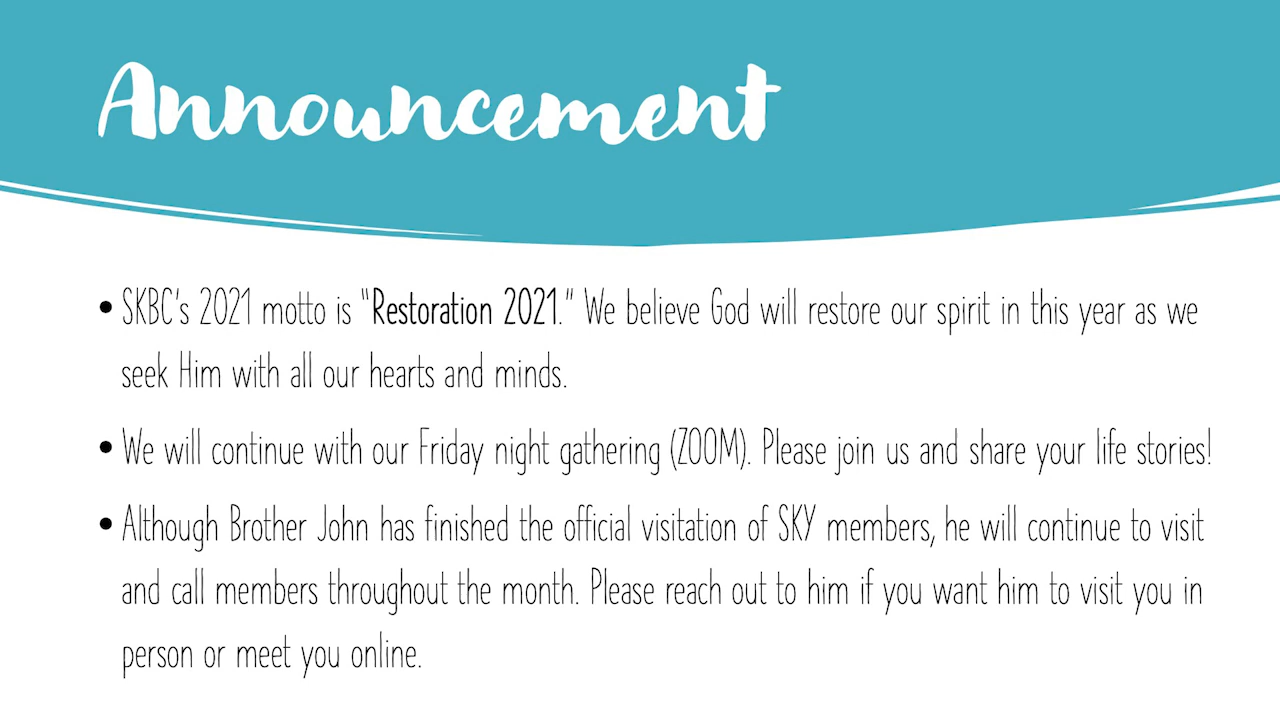 Announcement
• SKBC's 2021 motto is "Restoration 2021." We believe God will restore our spirit in this year as we
seek Him with all our hearts and minds.
• We will continue with our Friday night gathering (ZOOM). Please join us and share your life stories!
• Although Brother John has finished the official visitation of SKY members, he will continue to visit
and call members throughout the month. Please reach out to him if you want him to visit you in
person or meet you online.